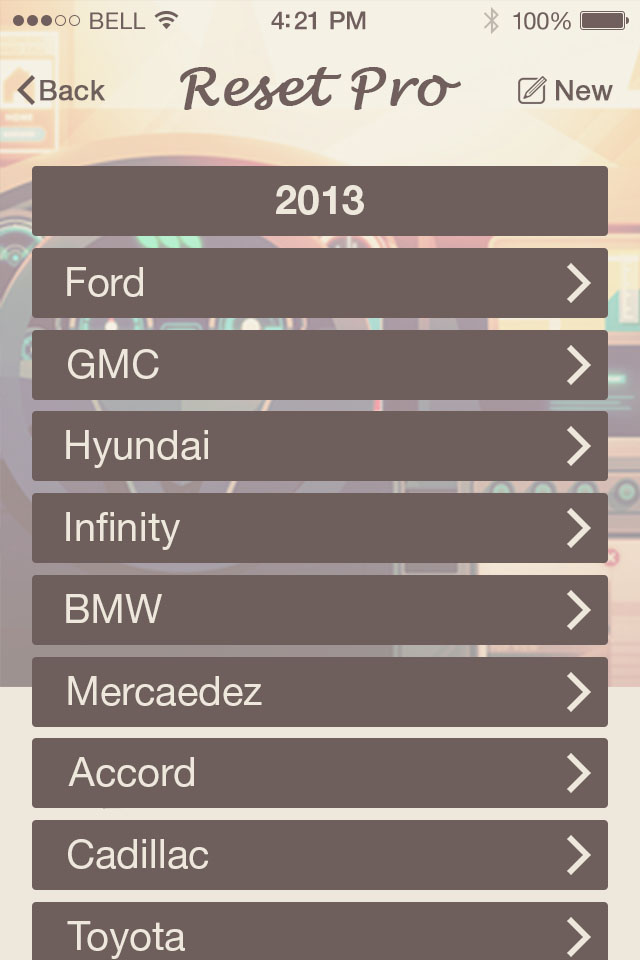 BELL 4:21 PM 100%
Back Reset Pro New
2013
Ford
GMC
Hyundai
Infinity
BMW
Mercaedez
Accord
Cadillac
Toyota